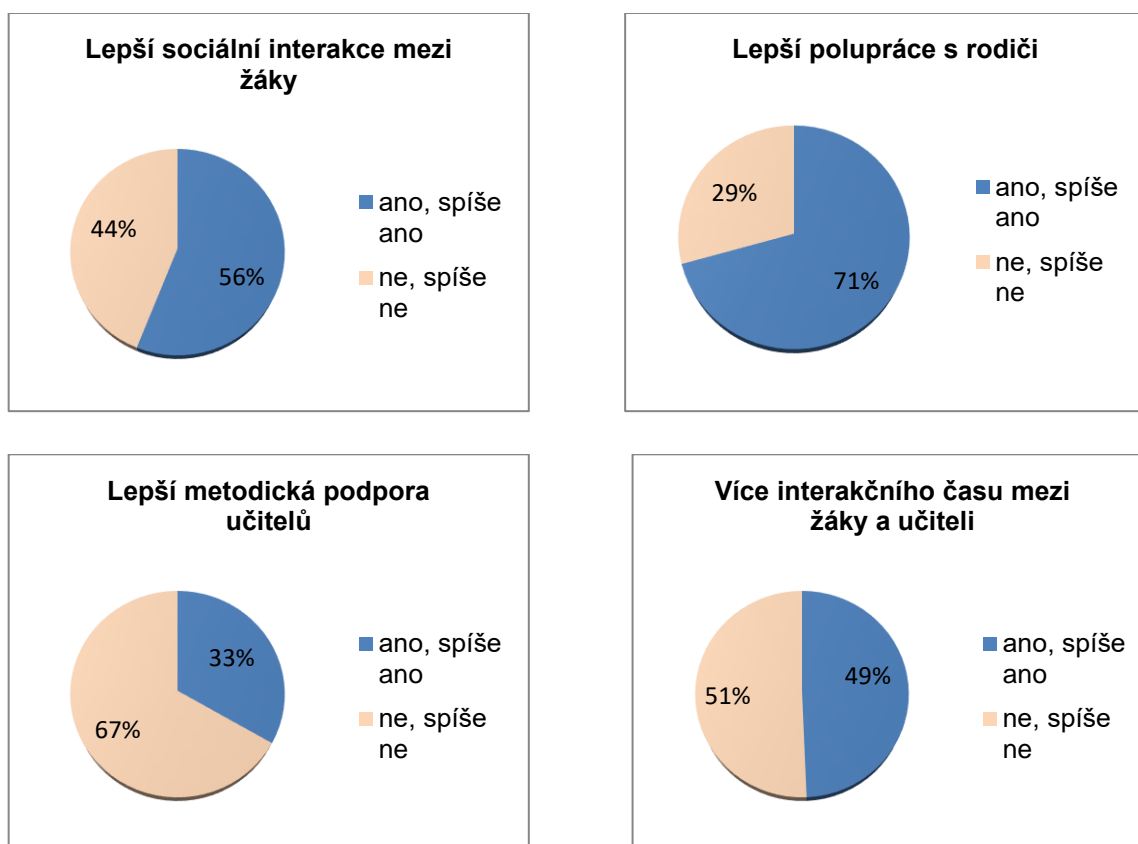 Lepší sociální interakce mezi
žáky
44%
56%
ano, spíše
ano
ne, spíše
ne
Lepší polupráce s rodiči
29%
71%
ano, spíše
ano
ne, spíše
ne
Lepší metodická podpora
učitelů
33%
67%
ano, spíše
ano
ne, spíše
ne
Více interakčního času mezi
žáky a učiteli
51%
49%
ano, spíše
ano
ne, spíše
ne